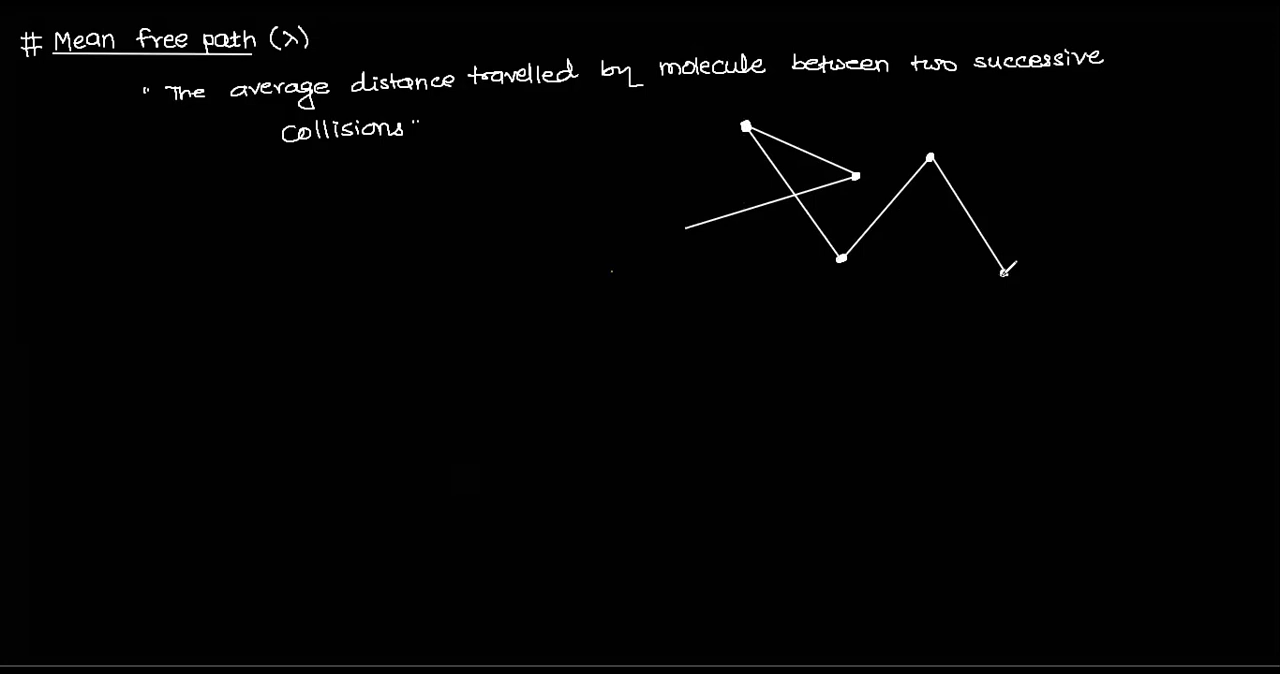 # Mean free path (λ)
" The average distance travelled by molecule between two successive
collisions"